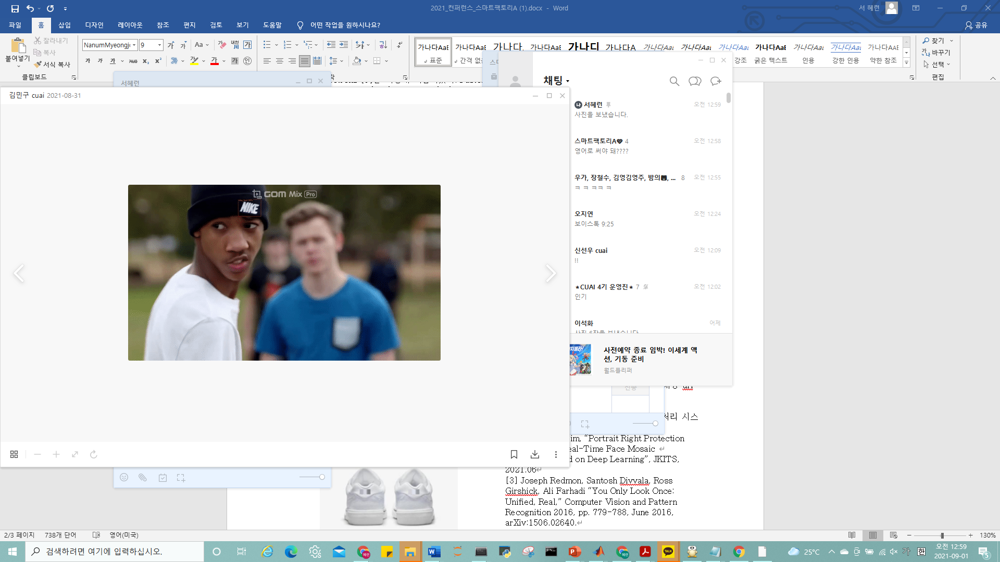 2021_컨퍼런스_스마트팩토리A (1).docx - Word
서 혜련
파일 홈 삽입 디자인 레이아웃 참조 편지 검토 보기 도움말 어떤 작업을 원하시나요? 공유
붙여넣기
잘라내기
복사
서식 복사
클립보드
NanumMyeongj 9
가나다AaE 가나다AaE 가나다. 가나다AaE 가나디 가나다A 가나다AaL 가나다AaL 가나다AaL 가나다AaE 가나다AaL 가나다AaL 가나다AaE
표준 간격 없 강조 굵은 텍스트 인용 강한 인용 약한 참조
찾기
바꾸기
선택
편집
서혜련
김민구 cuai 2021-08-31
GOM Mix Pro
NIKE
채팅
나 서혜련 오전 12:59
사진을 보냈습니다.
스마트팩토리A 4 오전 12:58
영어로 써야 돼????
우가, 장철수, 김영김영주, 밤의, ... 8 오전 12:55
ㅋ ㅋ ㅋㅋ ㅋ
오지연 오전 12:24
보이스톡 9:25
신선우 cuai 오전 12:09
!!
★CUAI 4기 운영진★ 7 오전 12:02
인기
이석화 어제
사진 6장을 보냈습니다
사전예약 종료 임박! 이세계 액
션, 기동 준비
월드플리퍼
전송
처리 시스
im, “Portrait Right Protection
eal-Time Face Mosaic
d on Deep Learning”, JKITS,
2021.06
[3] Joseph Redmon, Santosh Divvala, Ross
Girshick, Ali Farhadi “You Only Look Once:
Unified, Real,” Computer Vision and Pattern
Recognition 2016, pp. 779-788, June 2016,
arXiv:1506.02640.
2/3 페이지 738개 단어 영어(미국) 130%
검색하려면 여기에 입력하십시오.
25°C
가
오전 12:59
2021-09-01
5